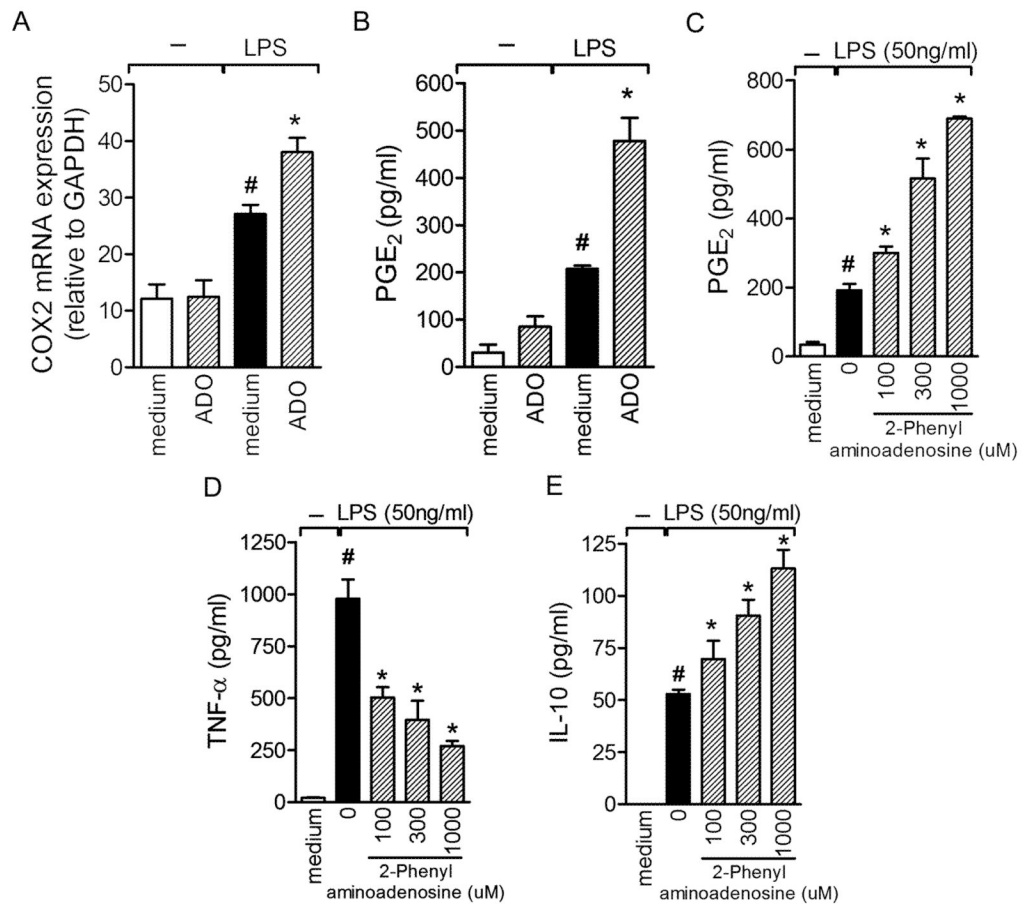 A
– LPS
COX2 mRNA expression
(relative to GAPDH)
50
40
30
20
10
0
#
*
medium
ADO
medium
ADO
B
– LPS
PGE2 (pg/ml)
600
500
400
300
200
100
0
#
*
medium
ADO
medium
ADO
C
– LPS (50ng/ml)
PGE2 (pg/ml)
800
600
400
200
0
#
*
*
*
medium
0
100
300
1000
2-Phenyl
aminoadenosine (uM)
D
– LPS (50ng/ml)
TNF-α (pg/ml)
1250
1000
750
500
250
0
#
*
*
*
medium
0
100
300
1000
2-Phenyl
aminoadenosine (uM)
E
– LPS (50ng/ml)
IL-10 (pg/ml)
125
100
75
50
25
0
#
*
*
*
medium
0
100
300
1000
2-Phenyl
aminoadenosine (uM)